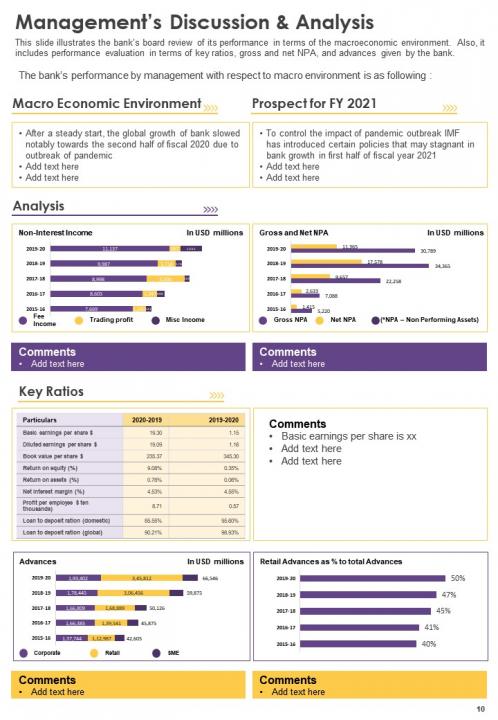 Management's Discussion & Analysis
This slide illustrates the bank's board review of its performance in terms of the macroeconomic environment. Also, it
includes performance evaluation in terms of key ratios, gross and net NPA, and advances given by the bank.
The bank's performance by management with respect to macro environment is as following :
Macro Economic Environment
• After a steady start, the global growth of bank slowed
notably towards the second half of fiscal 2020 due to
outbreak of pandemic
• Add text here
• Add text here
Prospect for FY 2021
• To control the impact of pandemic outbreak IMF
has introduced certain policies that may stagnant in
bank growth in first half of fiscal year 2021
• Add text here
• Add text here
Analysis
Non-Interest Income In USD millions
2019-20 11,137
2018-19 9,987
2017-18 8,998
2016-17 8,603
2015-16 7,660
Fee
Income
Trading profit
Misc Income
Gross and Net NPA In USD millions
2019-20 11,965 30,789
2018-19 17,578 34,365
2017-18 9,657 22,258
2016-17 2,633 7,088
2015-16 1,415 5,220
Gross NPA Net NPA (*NPA – Non Performing Assets)
Comments
• Add text here
Comments
• Add text here
Key Ratios
Particulars 2020-2019 2019-2020
Basic earnings per share $ 19.30 1.15
Diluted earnings per share $ 19.09 1.16
Book value per share $ 235.37 345.30
Return on equity (%) 9.08% 0.35%
Return on assets (%) 0.78% 0.06%
Net interest margin (%) 4.53% 4.55%
Profit per employee $ ten
thousands) 8.71 0.57
Loan to deposit ration (domestic) 85.55% 95.60%
Loan to deposit ration (global) 90.21% 98.93%
Comments
• Basic earnings per share is xx
• Add text here
• Add text here
Advances In USD millions
2019-20 1,93,402 3,45,812 66,546
2018-19 1,78,443 3,06,456 39,873
2017-18 1,66,809 1,68,889 50,126
2016-17 1,66,383 1,39,541 45,875
2015-16 1,37,744 1,12,987 42,605
Corporate Retail SME
Retail Advances as % to total Advances
2019-20 50%
2018-19 47%
2017-18 45%
2016-17 41%
2015-16 40%
Comments
• Add text here
Comments
• Add text here
10